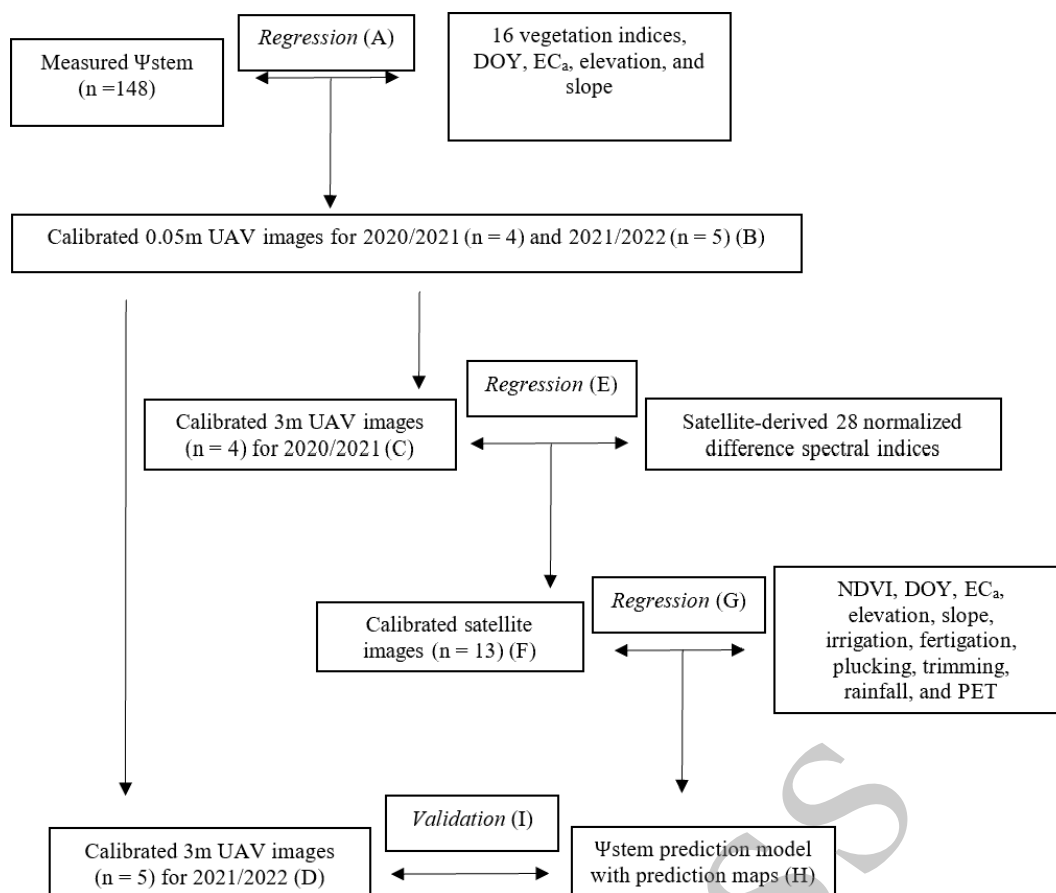 Regression (A)
Measured Ψstem
(n =148)
16 vegetation indices,
DOY, ECₐ, elevation, and
slope
Calibrated 0.05m UAV images for 2020/2021 (n = 4) and 2021/2022 (n = 5) (B)
Regression (E)
Calibrated 3m UAV images
(n = 4) for 2020/2021 (C)
Satellite-derived 28 normalized
difference spectral indices
Regression (G)
Calibrated satellite
images (n = 13) (F)
NDVI, DOY, ECₐ,
elevation, slope,
irrigation, fertigation,
plucking, trimming,
rainfall, and PET
Validation (I)
Calibrated 3m UAV images
(n = 5) for 2021/2022 (D)
Ψstem prediction model
with prediction maps (H)